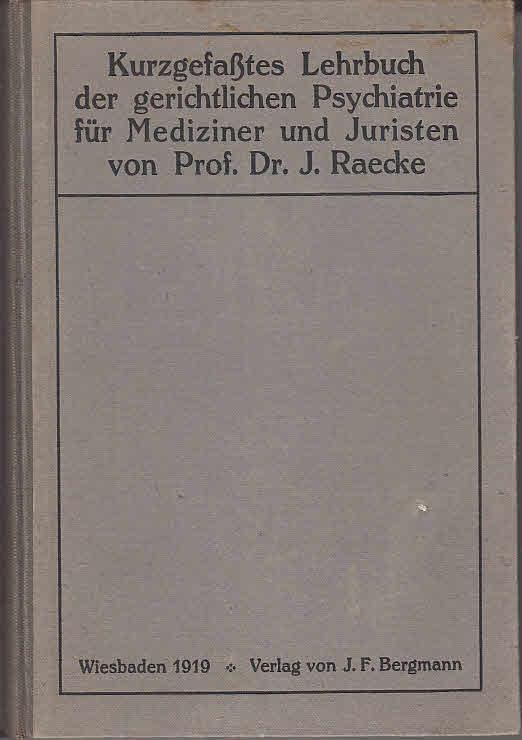 Kurzgefaßtes Lehrbuch
der gerichtlichen Psychiatrie
für Mediziner und Juristen
von Prof. Dr. J. Raecke
Wiesbaden 1919 ⁘ Verlag von J. F. Bergmann